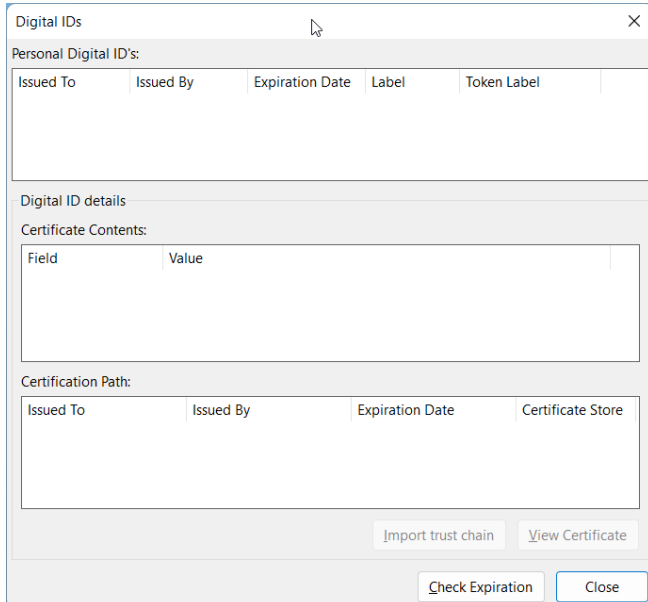 Digital IDs
Personal Digital ID's:
Issued To Issued By Expiration Date Label Token Label
Digital ID details
Certificate Contents:
Field Value
Certification Path:
Issued To Issued By Expiration Date Certificate Store
Import trust chain View Certificate
Check Expiration Close